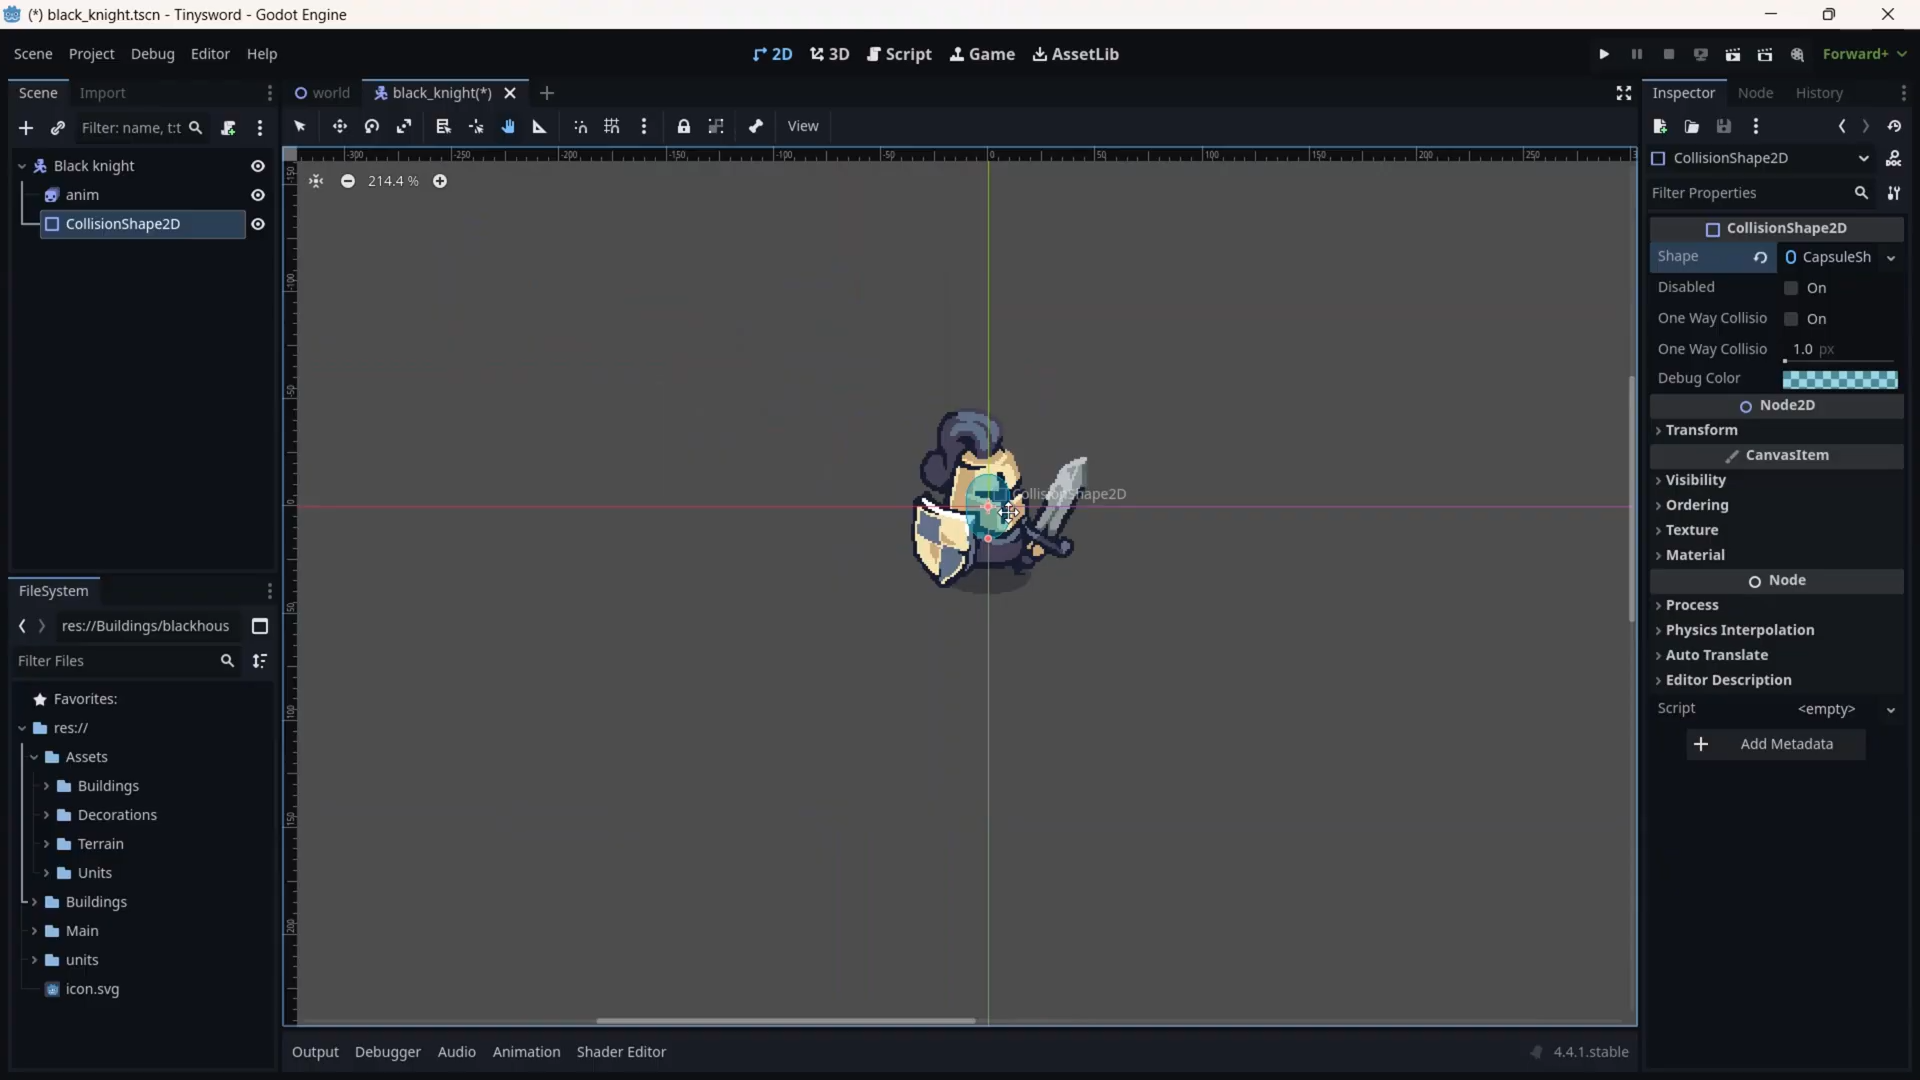 (*) black_knight.tscn - Tinysword - Godot Engine
Scene Project Debug Editor Help
2D 3D Script Game AssetLib
Forward+
Scene Import
world black_knight(*)
Inspector Node History
Filter: name, t:t
View
Black knight
anim
CollisionShape2D
214.4 %
CollisionShape2D
CollisionShape2D
Filter Properties
CollisionShape2D
Shape CapsuleSh
Disabled On
One Way Collisio On
One Way Collisio 1.0 px
Debug Color
Node2D
Transform
CanvasItem
Visibility
Ordering
Texture
Material
Node
Process
Physics Interpolation
Auto Translate
Editor Description
Script <empty>
Add Metadata
FileSystem
res://Buildings/blackhous
Filter Files
Favorites:
res://
Assets
Buildings
Decorations
Terrain
Units
Buildings
Main
units
icon.svg
Output Debugger Audio Animation Shader Editor
4.4.1.stable